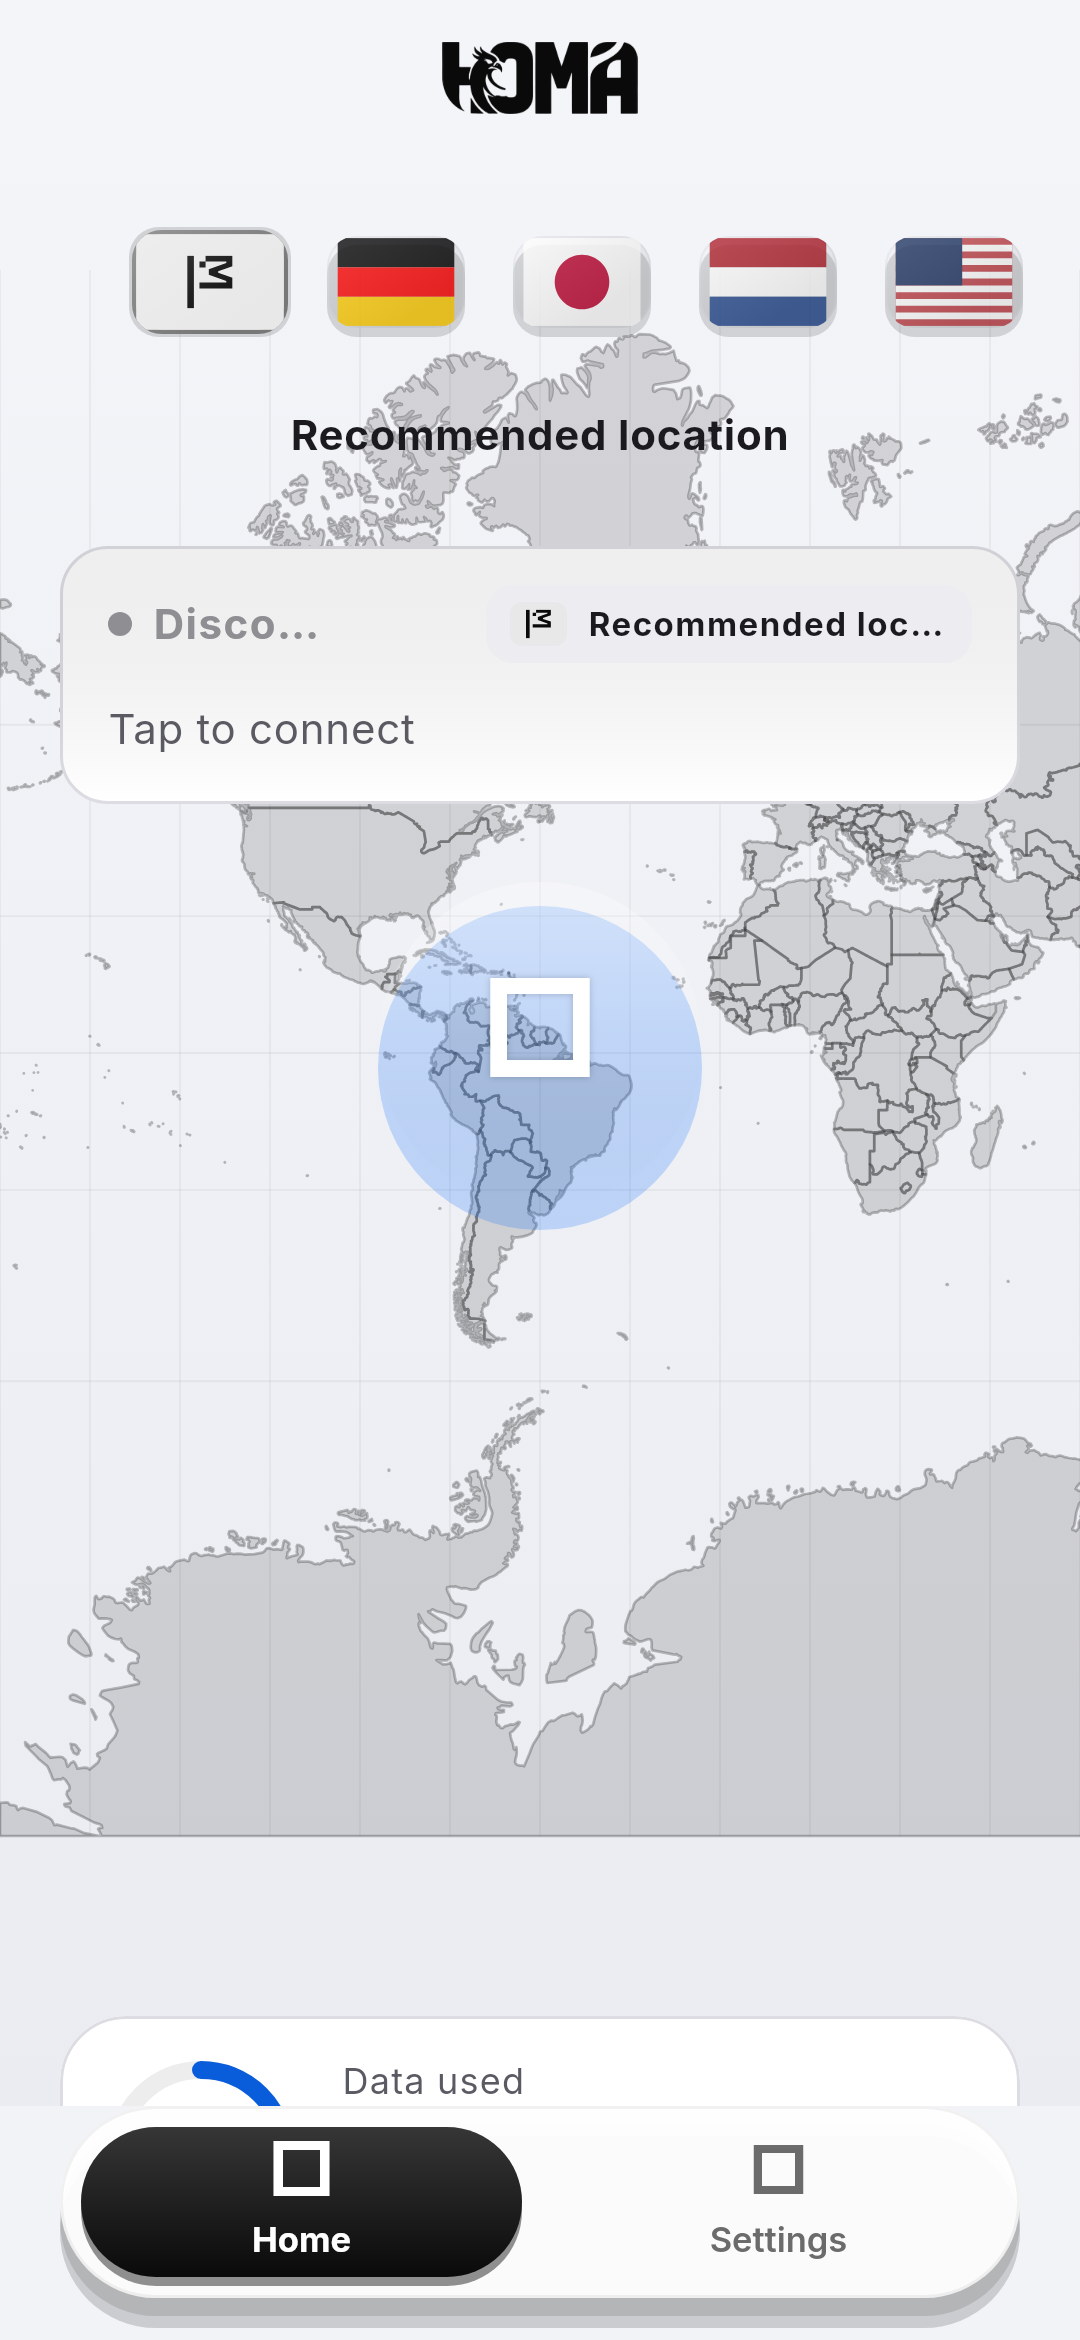 HOMA
Recommended location
Disco...
Recommended loc...
Tap to connect
Data used
Home
Settings